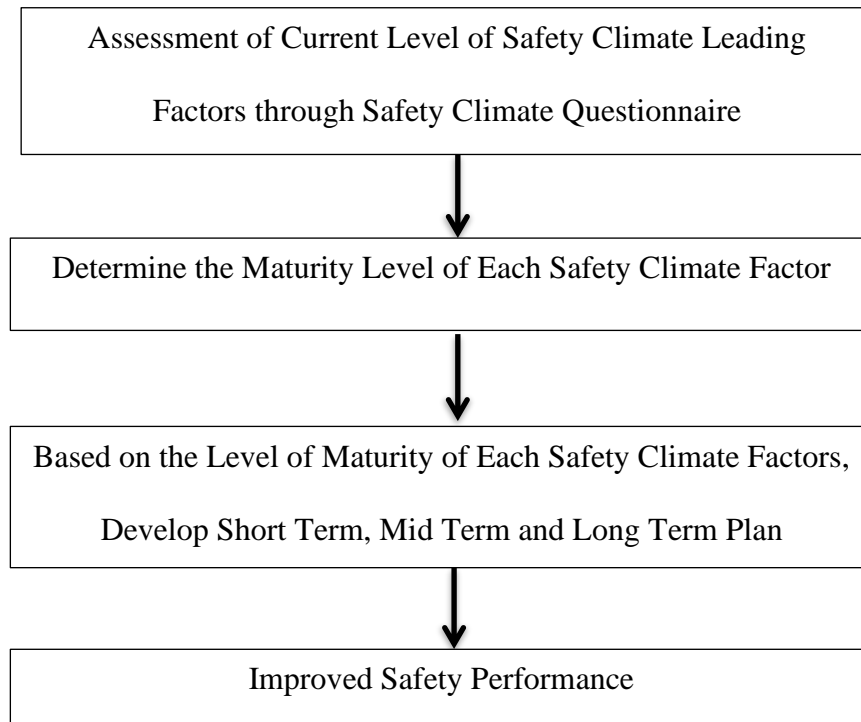 Assessment of Current Level of Safety Climate Leading
Factors through Safety Climate Questionnaire
Determine the Maturity Level of Each Safety Climate Factor
Based on the Level of Maturity of Each Safety Climate Factors,
Develop Short Term, Mid Term and Long Term Plan
Improved Safety Performance